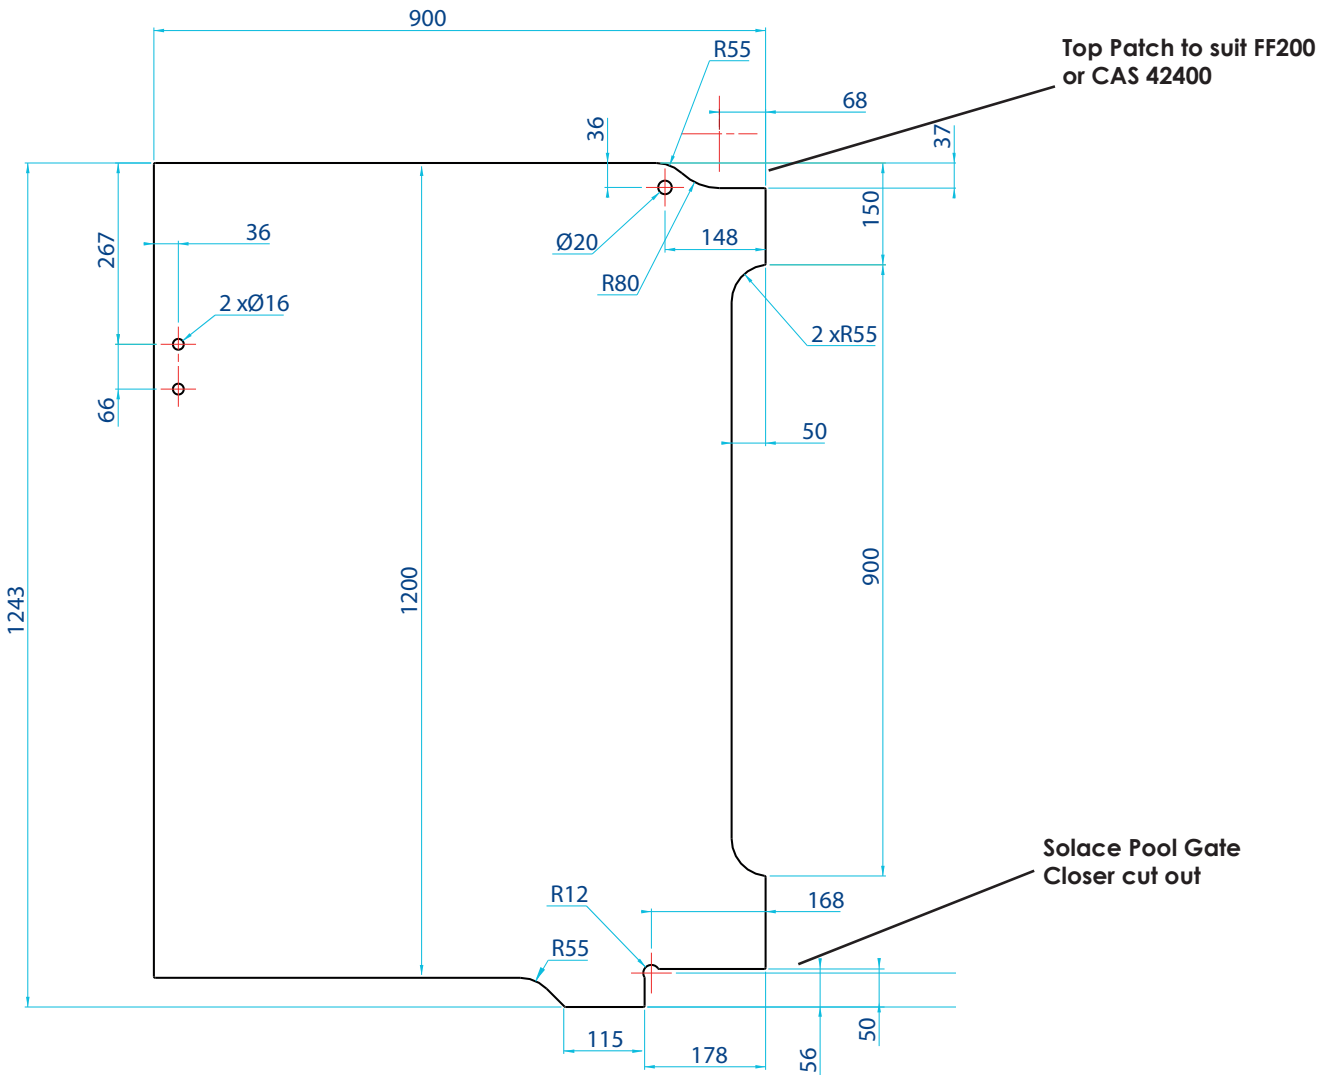 900
R55
Top Patch to suit FF200
or CAS 42400
68
36
37
150
267
36
Ø20
148
R80
2 xØ16
2 xR55
66
50
900
1243
1200
Solace Pool Gate
Closer cut out
R12
168
R55
115
178
56
50